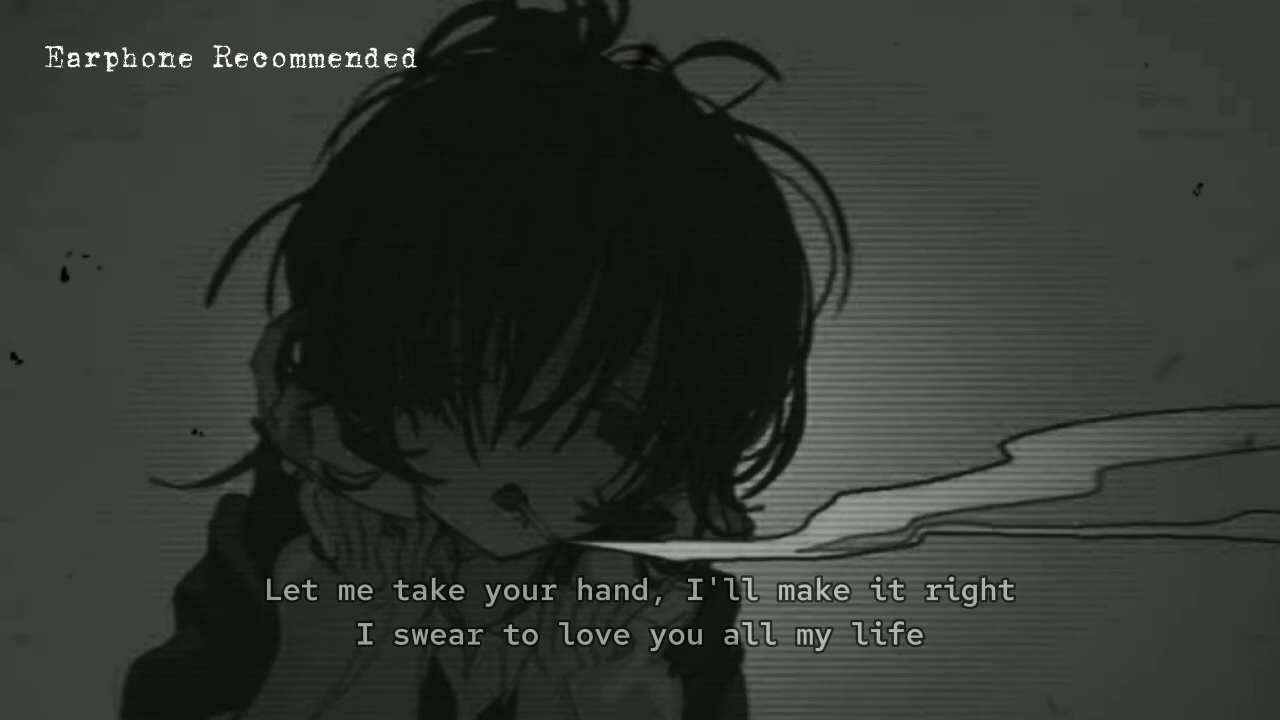 Earphone Recommended
Let me take your hand, I'll make it right
I swear to love you all my life